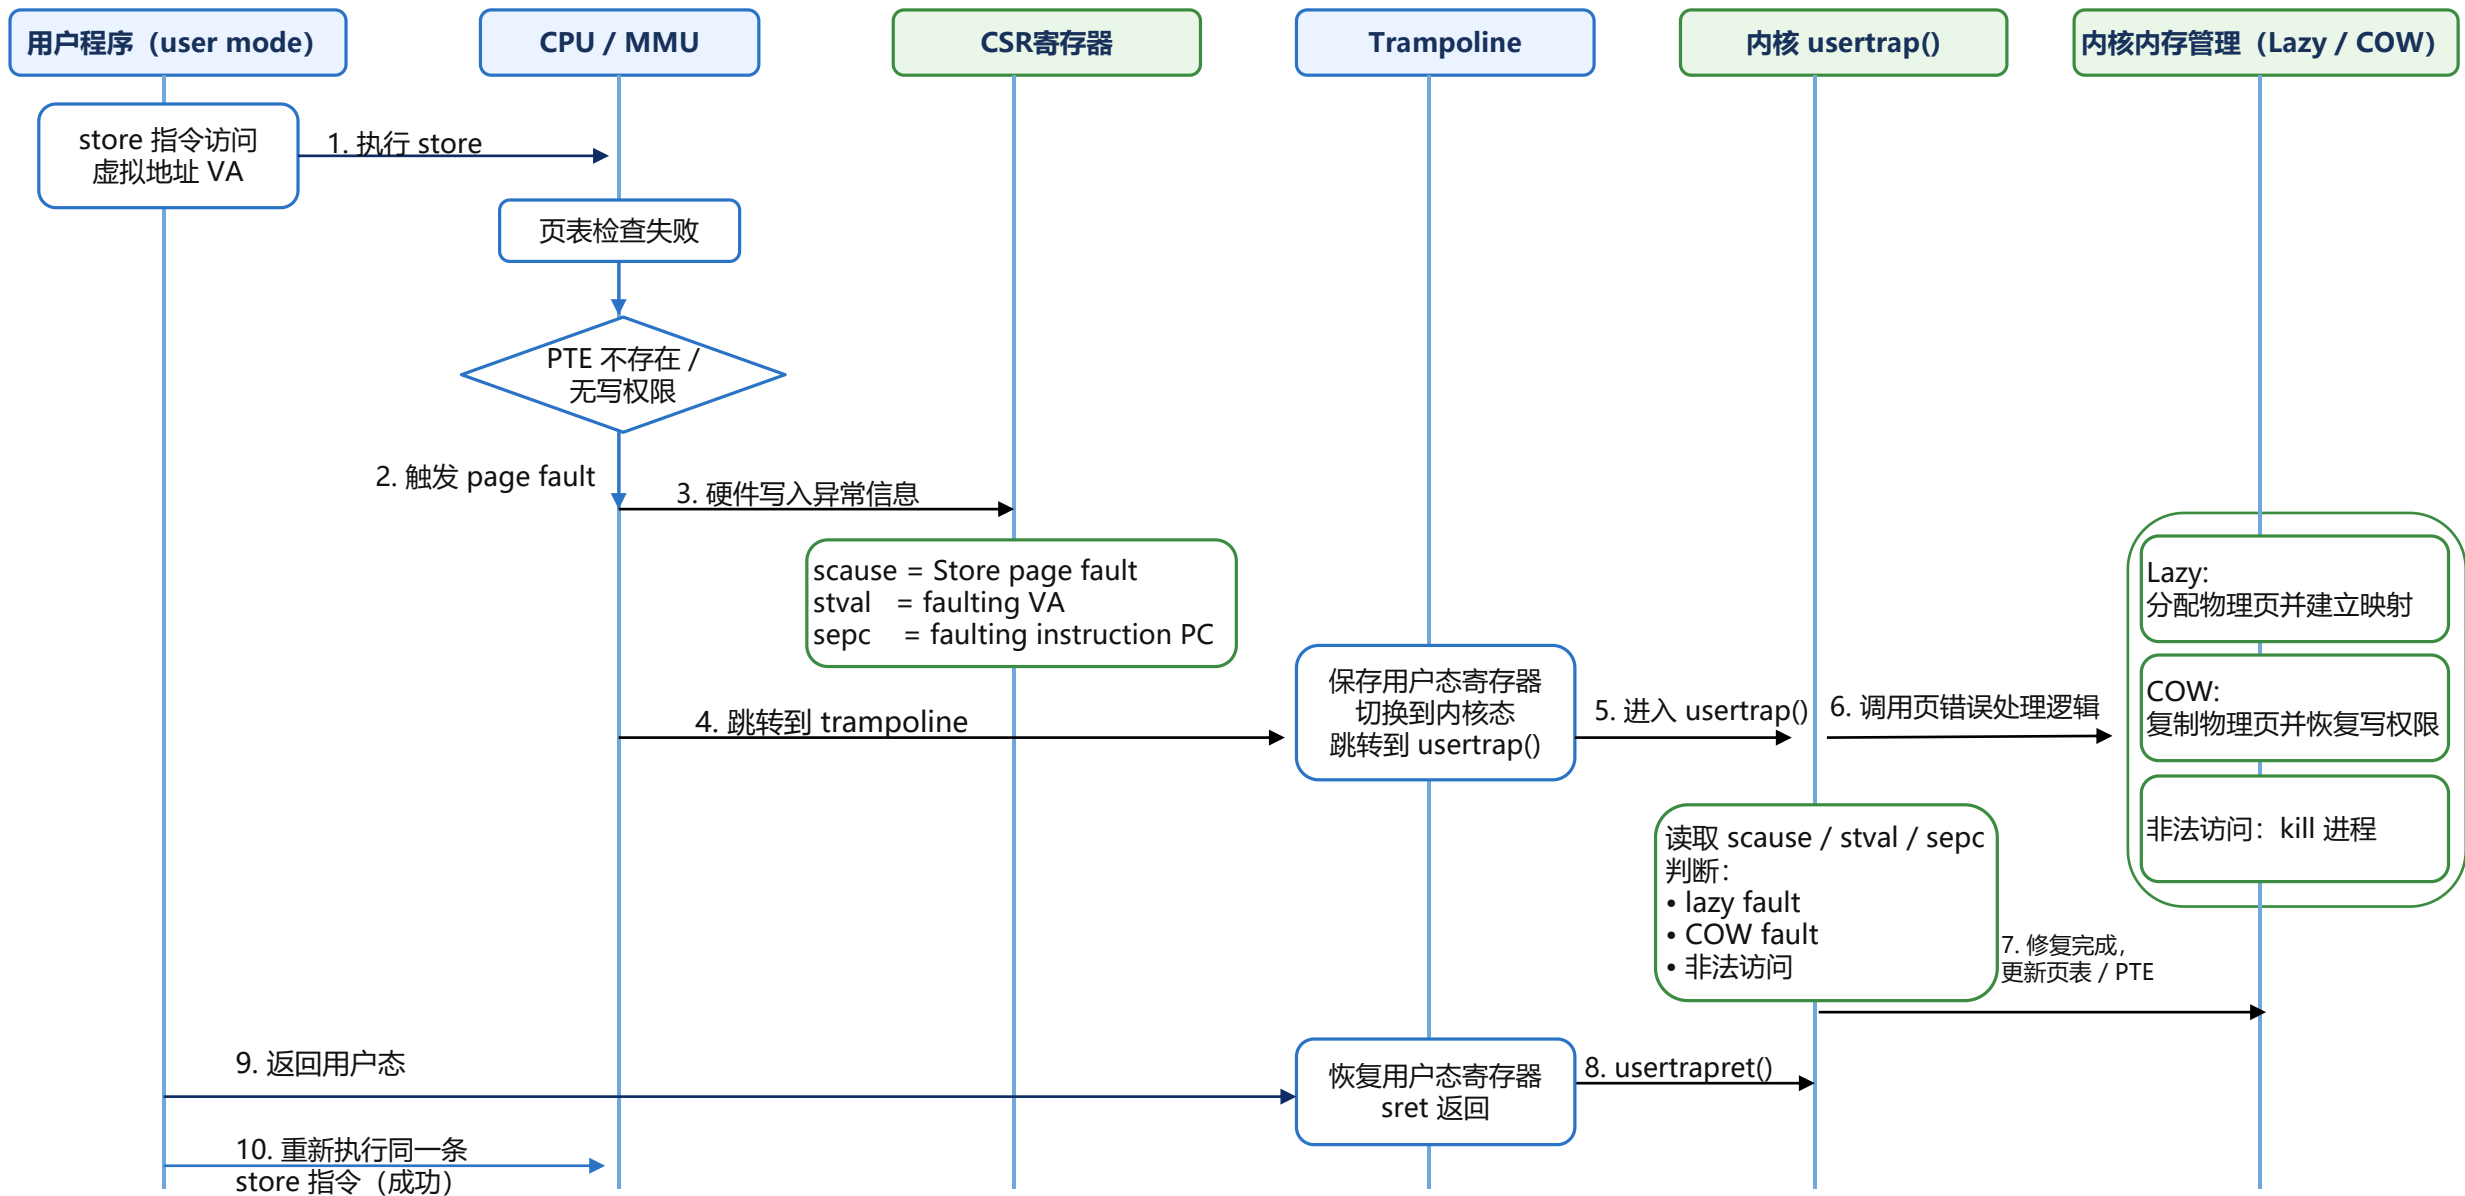 用户程序（user mode）
CPU / MMU
CSR寄存器
Trampoline
内核 usertrap()
内核内存管理（Lazy / COW）
store 指令访问
虚拟地址 VA
1. 执行 store
页表检查失败
PTE 不存在 /
无写权限
2. 触发 page fault
3. 硬件写入异常信息
scause = Store page fault
stval = faulting VA
sepc = faulting instruction PC
4. 跳转到 trampoline
保存用户态寄存器
切换到内核态
跳转到 usertrap()
5. 进入 usertrap()
6. 调用页错误处理逻辑
Lazy:
分配物理页并建立映射
COW:
复制物理页并恢复写权限
非法访问：kill 进程
读取 scause / stval / sepc
判断：
• lazy fault
• COW fault
• 非法访问
7. 修复完成，
更新页表 / PTE
8. usertrapret()
恢复用户态寄存器
sret 返回
9. 返回用户态
10. 重新执行同一条
store 指令（成功）